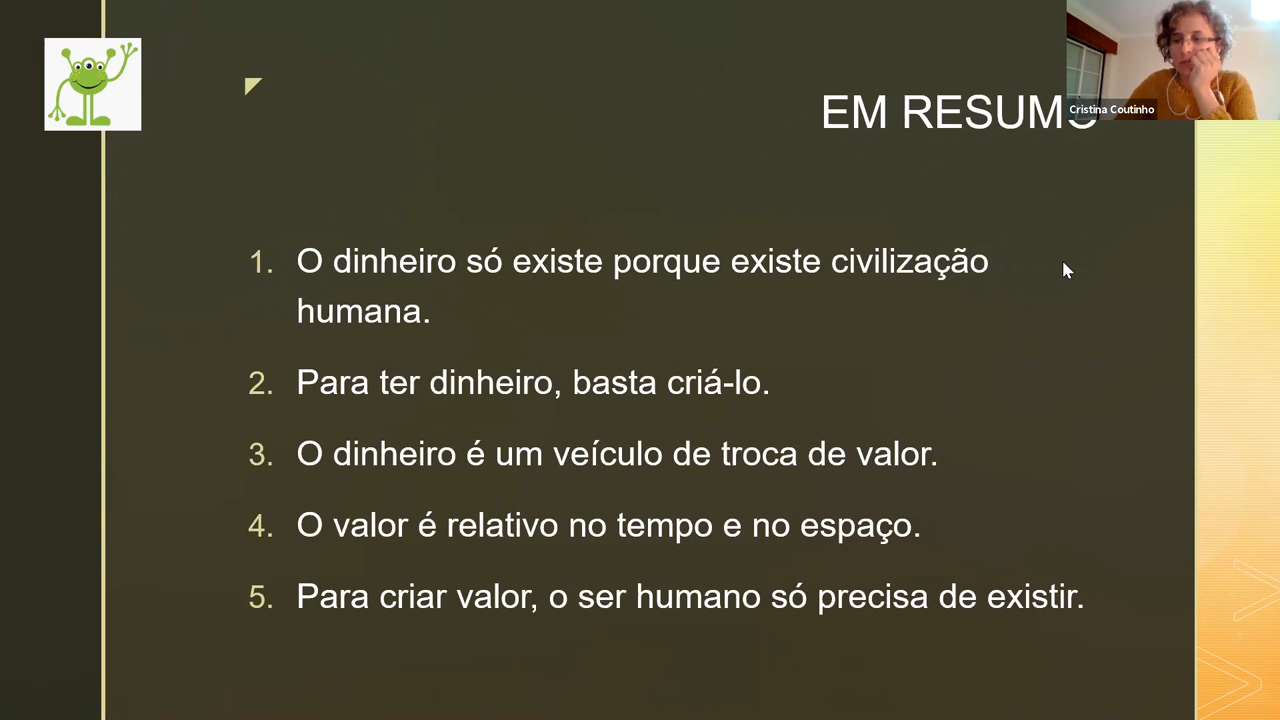 EM RESUMO
Cristina Coutinho
1. O dinheiro só existe porque existe civilização
humana.
2. Para ter dinheiro, basta criá-lo.
3. O dinheiro é um veículo de troca de valor.
4. O valor é relativo no tempo e no espaço.
5. Para criar valor, o ser humano só precisa de existir.